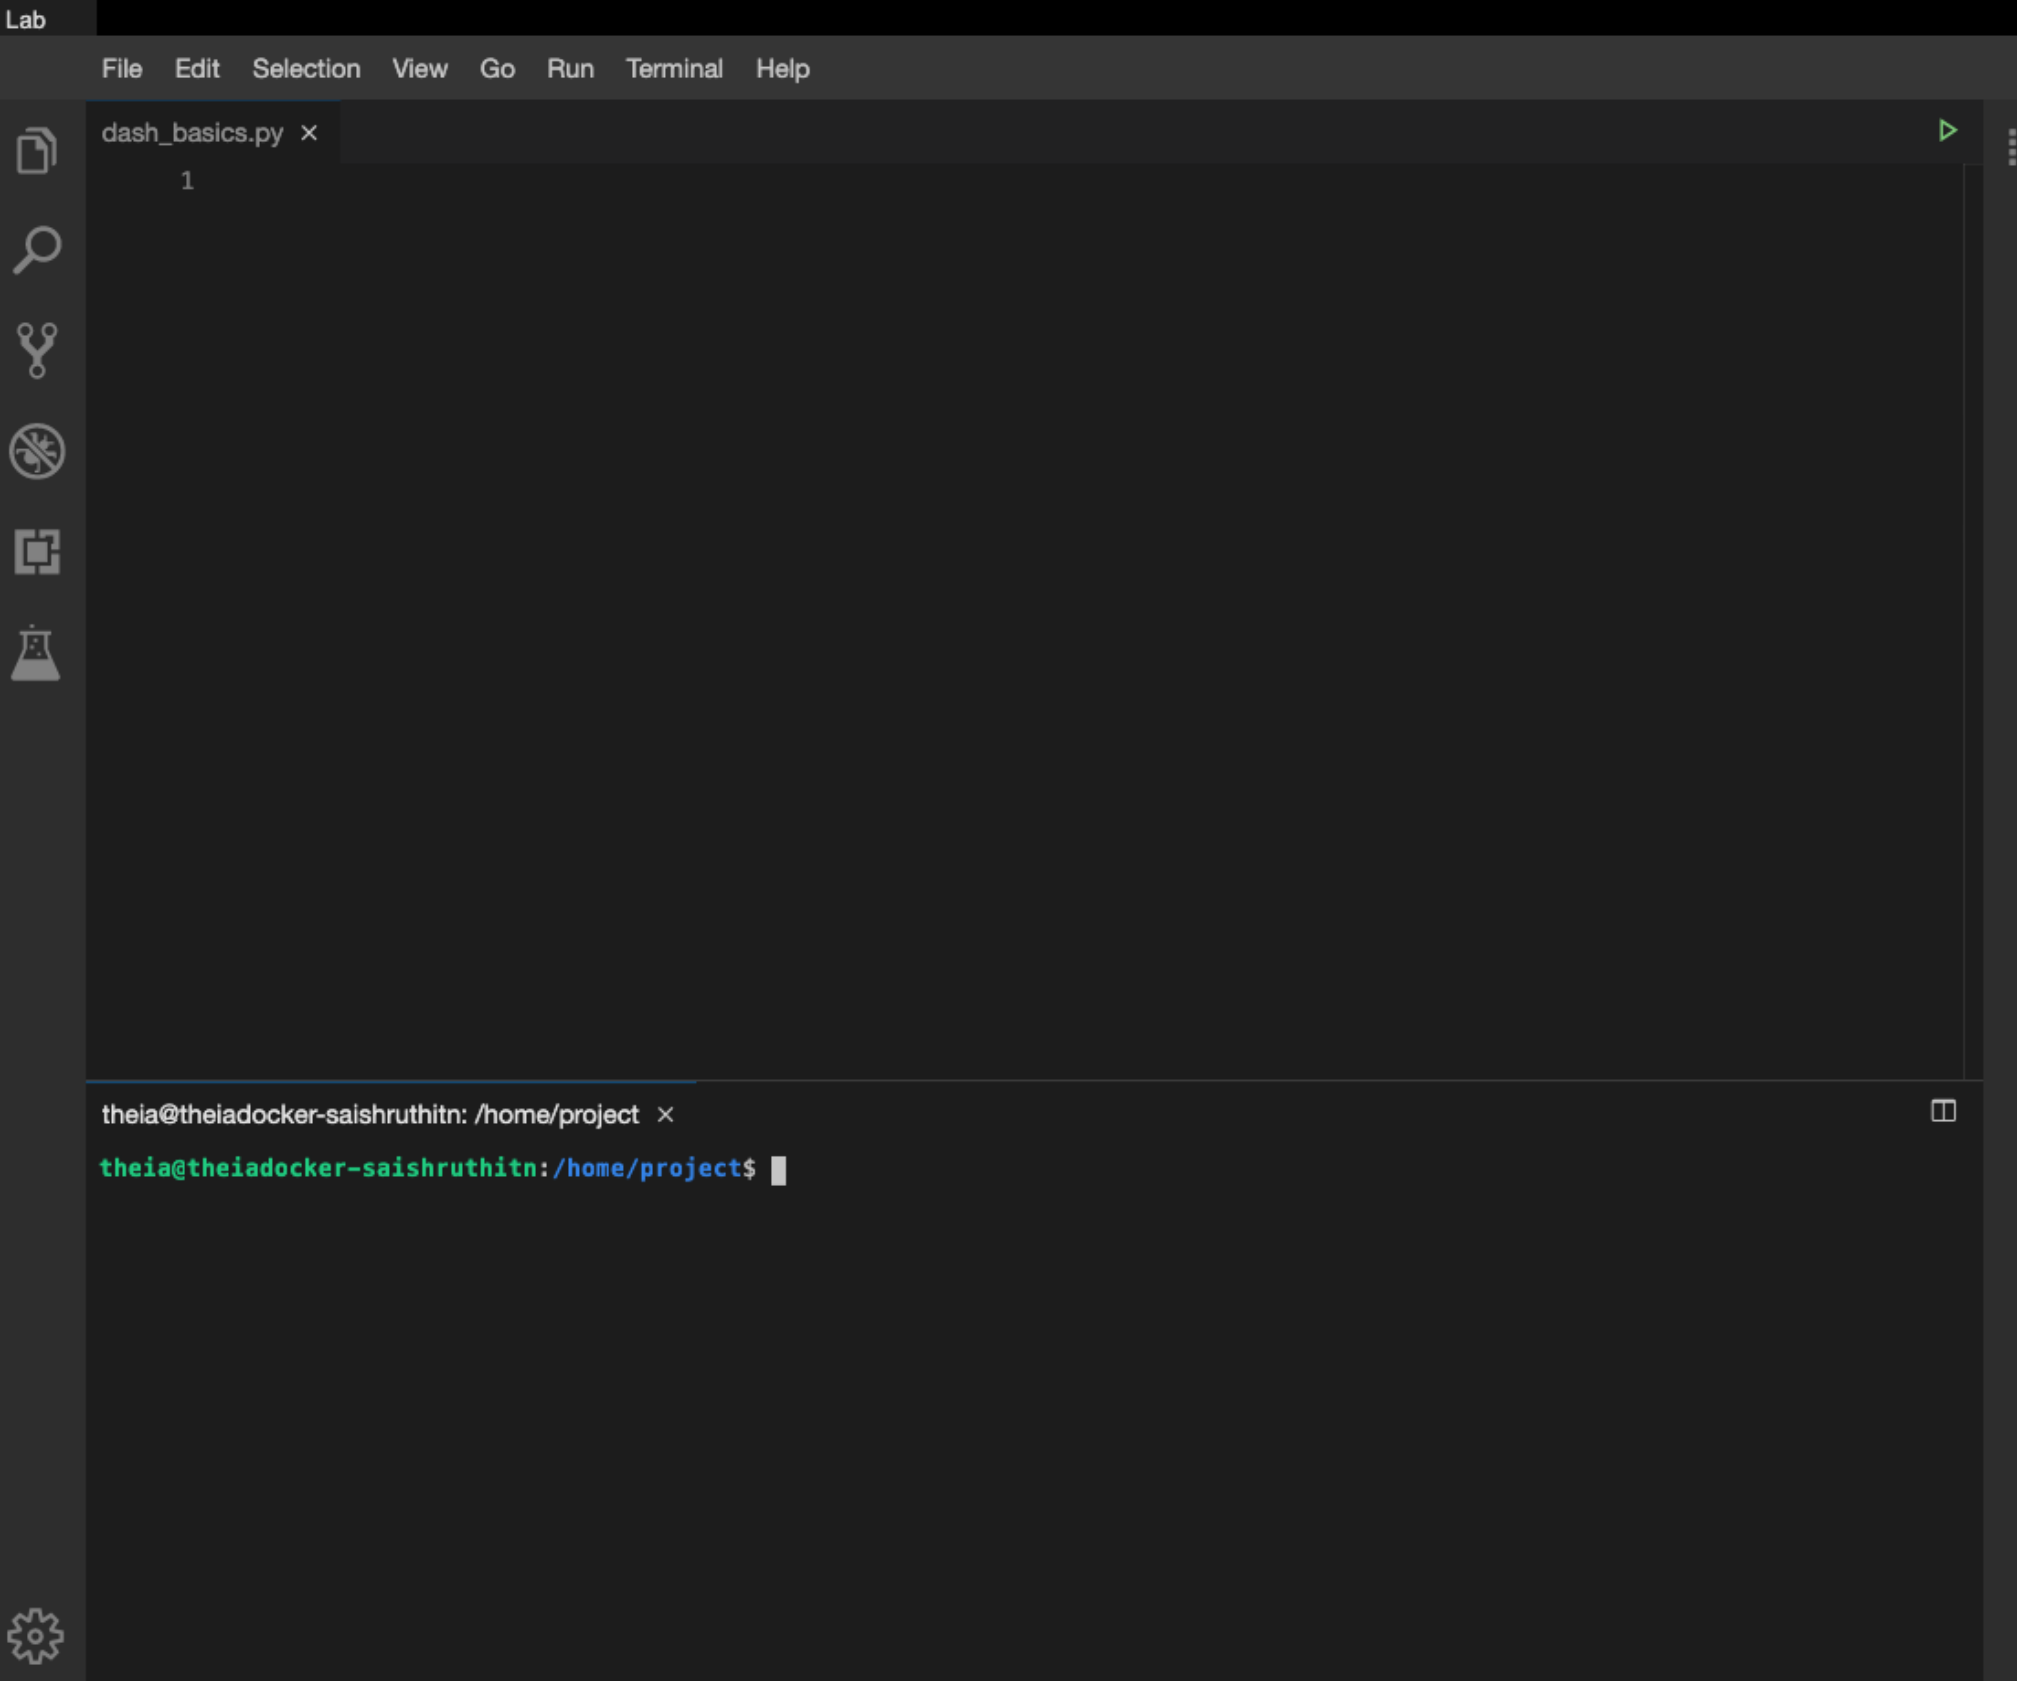 Lab
File Edit Selection View Go Run Terminal Help
dash_basics.py
1
theia@theiadocker-saishruthitn: /home/project
theia@theiadocker-saishruthitn:/home/project$